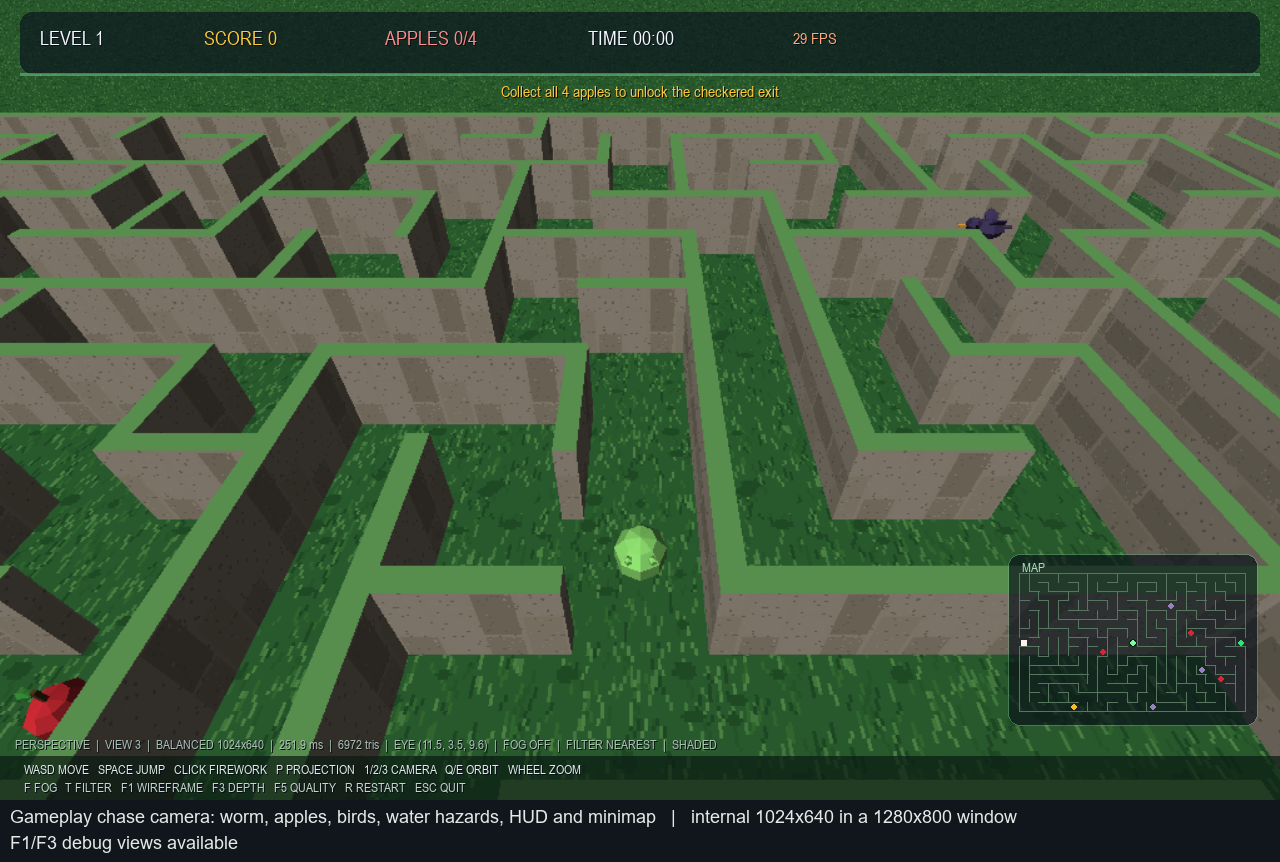 LEVEL 1 SCORE 0 APPLES 0/4 TIME 00:00 29 FPS
Collect all 4 apples to unlock the checkered exit
MAP
PERSPECTIVE | VIEW 3 | BALANCED 1024x640 | 251.9 ms | 6972 tris | EYE (11.5, 3.5, 9.6) | FOG OFF | FILTER NEAREST | SHADED
WASD MOVE SPACE JUMP CLICK FIREWORK P PROJECTION 1/2/3 CAMERA Q/E ORBIT WHEEL ZOOM
F FOG T FILTER F1 WIREFRAME F3 DEPTH F5 QUALITY R RESTART ESC QUIT
Gameplay chase camera: worm, apples, birds, water hazards, HUD and minimap | internal 1024x640 in a 1280x800 window
F1/F3 debug views available